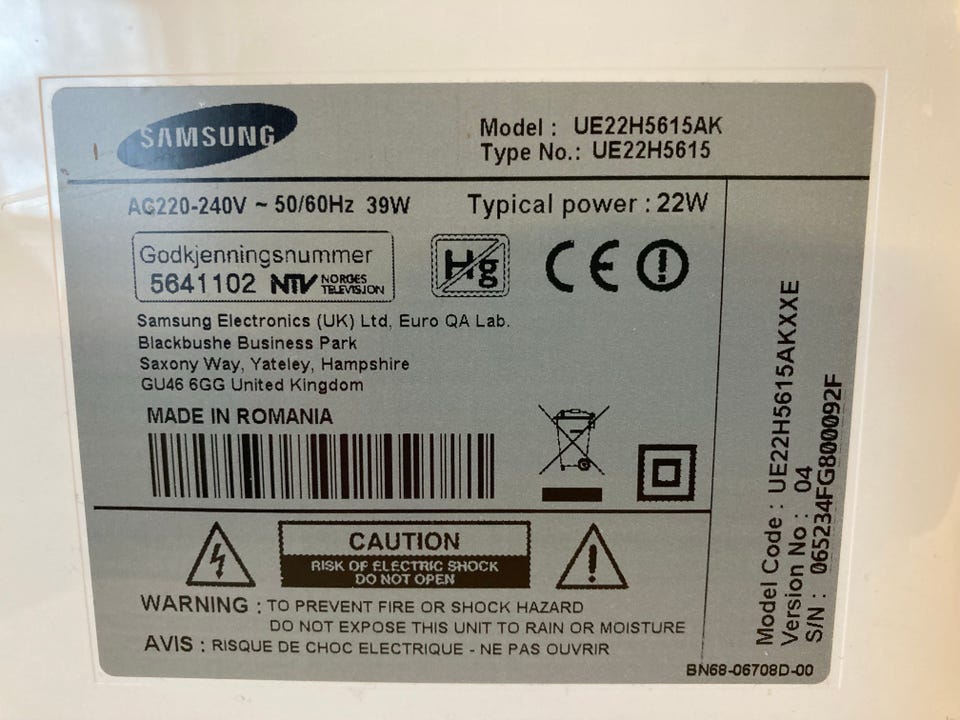 SAMSUNG
Model : UE22H5615AK
Type No.: UE22H5615
AC220-240V ~ 50/60Hz 39W
Typical power : 22W
Godkjenningsnummer
5641102 NTV NORGES
TELEVISJON
Hg
CE
Samsung Electronics (UK) Ltd, Euro QA Lab.
Blackbushe Business Park
Saxony Way, Yateley, Hampshire
GU46 6GG United Kingdom
MADE IN ROMANIA
CAUTION
RISK OF ELECTRIC SHOCK
DO NOT OPEN
WARNING : TO PREVENT FIRE OR SHOCK HAZARD
DO NOT EXPOSE THIS UNIT TO RAIN OR MOISTURE
AVIS : RISQUE DE CHOC ELECTRIQUE - NE PAS OUVRIR
Model Code : UE22H5615AKXXE
Version No : 04
S/N : 065234FG800092F
BN68-06708D-00